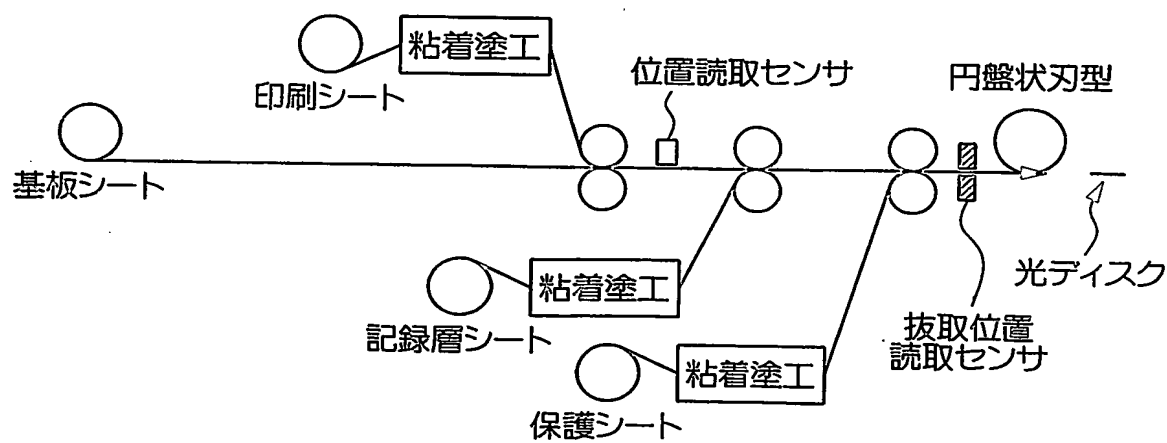 粘着塗工
印刷シート
位置読取センサ
円盤状刃型
基板シート
粘着塗工
記録層シート
光ディスク
抜取位置
読取センサ
粘着塗工
保護シート